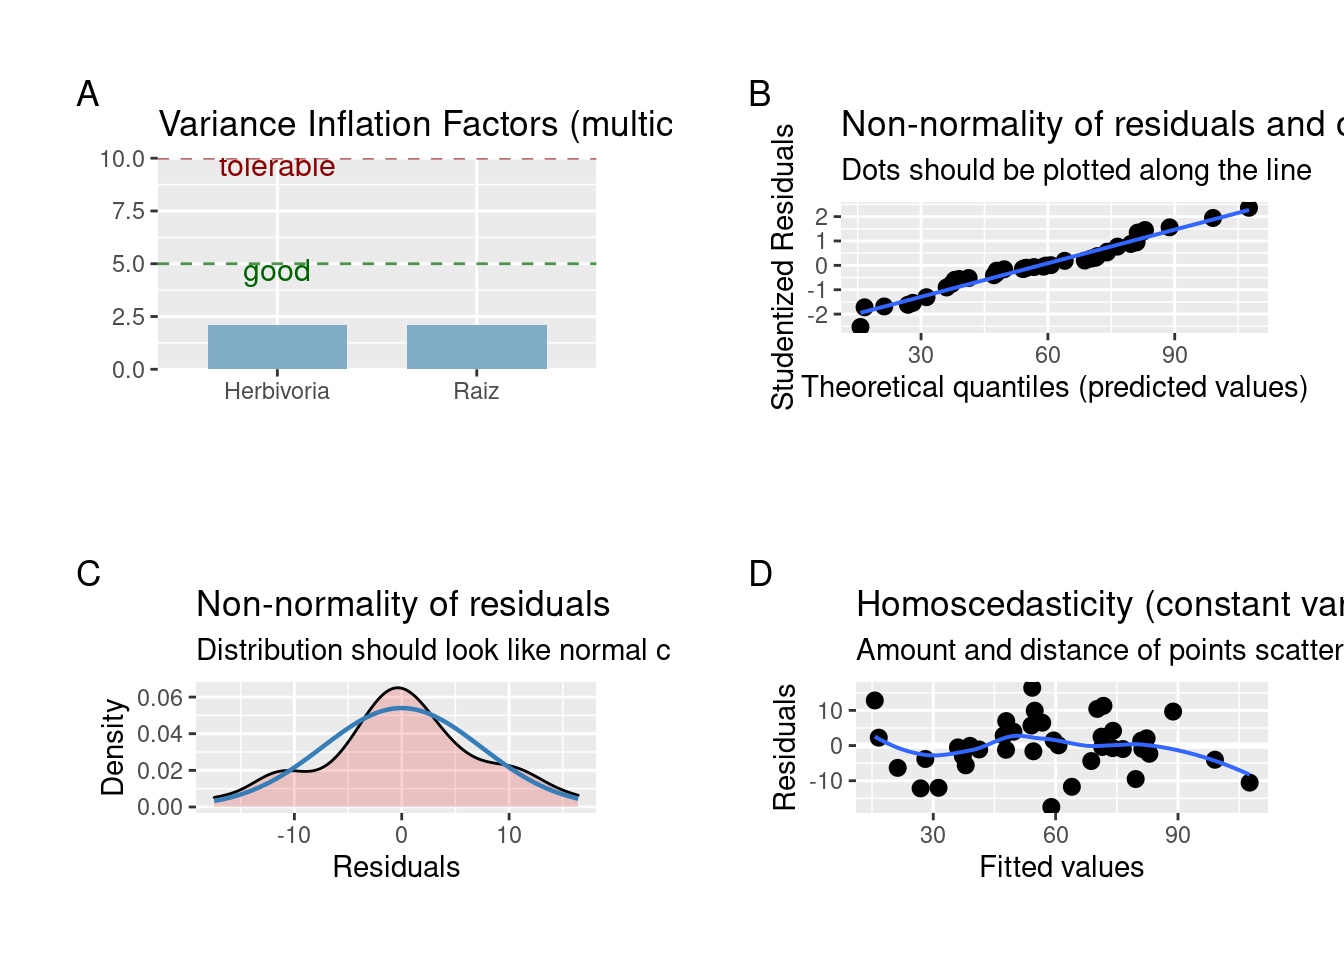 A
Variance Inflation Factors (multic
10.0
tolerable
7.5
5.0
good
2.5
0.0
Herbivoria
Raiz
B
Non-normality of residuals and o
Dots should be plotted along the line
Studentized Residuals
2
1
0
-1
-2
30
60
90
Theoretical quantiles (predicted values)
C
Non-normality of residuals
Distribution should look like normal c
Density
0.06
0.04
0.02
0.00
-10
0
10
Residuals
D
Homoscedasticity (constant var
Amount and distance of points scatter
Residuals
10
0
-10
30
60
90
Fitted values